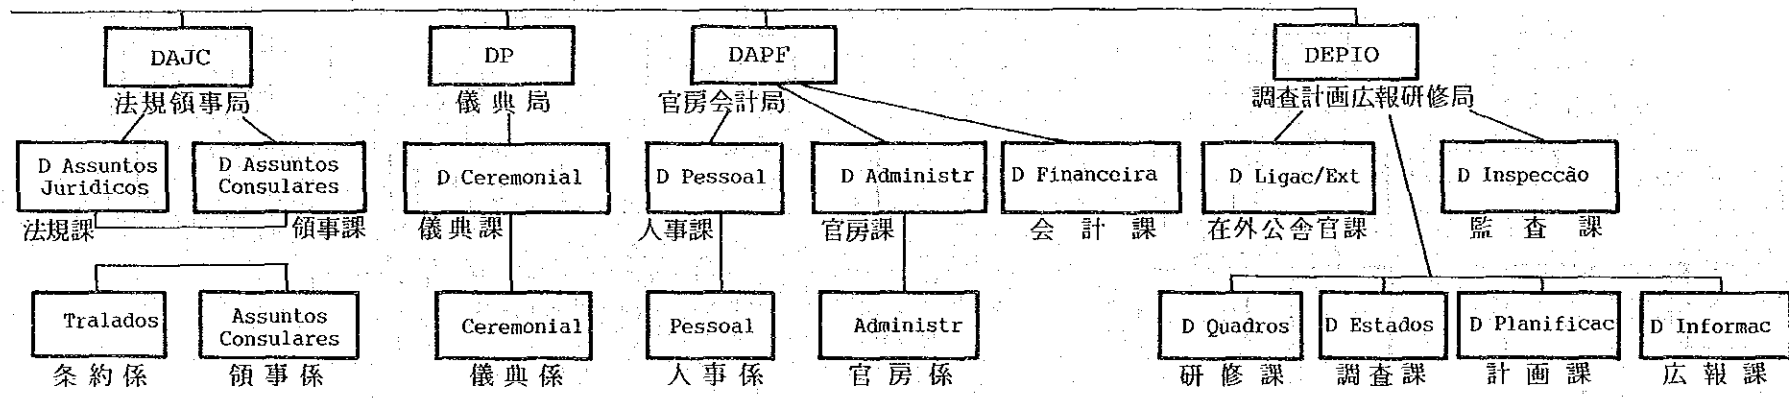 DAJC
DP
DAPF
DEPIO
法規領事局
儀典局
官房会計局
調査計画広報研修局
D Assuntos
Juridicos
D Assuntos
Consulares
D Ceremonial
D Pessoal
D Administr
D Financeira
D Ligac/Ext
D Inspeccão
法規課
領事課
儀典課
人事課
官房課
会計課
在外公舎官課
監査課
Tralados
Assuntos
Consulares
Ceremonial
Pessoal
Administr
D Quadros
D Estados
D Planificac
D Informac
条約係
領事係
儀典係
人事係
官房係
研修課
調査課
計画課
広報課